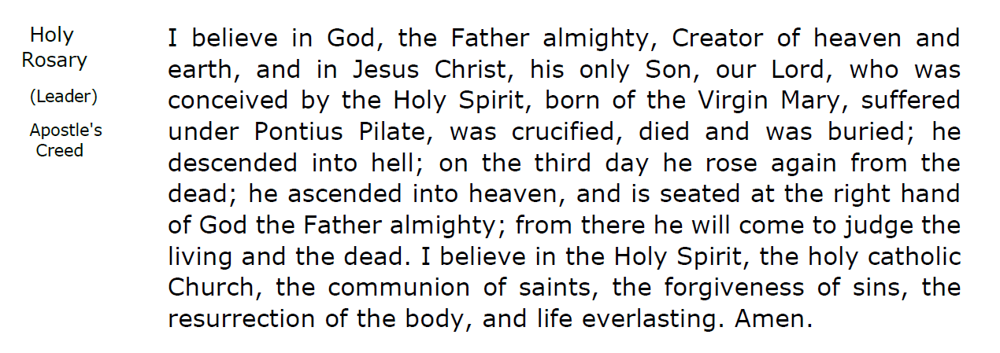 Holy
Rosary
(Leader)
Apostle's
Creed
I believe in God, the Father almighty, Creator of heaven and
earth, and in Jesus Christ, his only Son, our Lord, who was
conceived by the Holy Spirit, born of the Virgin Mary, suffered
under Pontius Pilate, was crucified, died and was buried; he
descended into hell; on the third day he rose again from the
dead; he ascended into heaven, and is seated at the right hand
of God the Father almighty; from there he will come to judge the
living and the dead. I believe in the Holy Spirit, the holy catholic
Church, the communion of saints, the forgiveness of sins, the
resurrection of the body, and life everlasting. Amen.